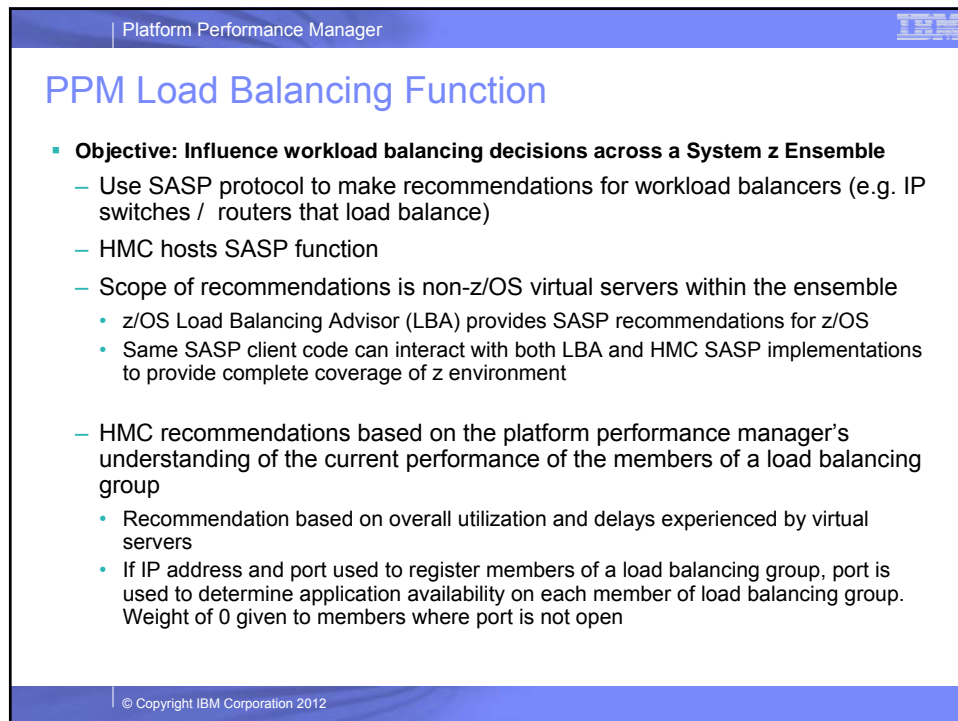 Platform Performance Manager
IBM
PPM Load Balancing Function
▪ Objective: Influence workload balancing decisions across a System z Ensemble
– Use SASP protocol to make recommendations for workload balancers (e.g. IP
switches / routers that load balance)
– HMC hosts SASP function
– Scope of recommendations is non-z/OS virtual servers within the ensemble
• z/OS Load Balancing Advisor (LBA) provides SASP recommendations for z/OS
• Same SASP client code can interact with both LBA and HMC SASP implementations
to provide complete coverage of z environment
– HMC recommendations based on the platform performance manager's
understanding of the current performance of the members of a load balancing
group
• Recommendation based on overall utilization and delays experienced by virtual
servers
• If IP address and port used to register members of a load balancing group, port is
used to determine application availability on each member of load balancing group.
Weight of 0 given to members where port is not open
© Copyright IBM Corporation 2012